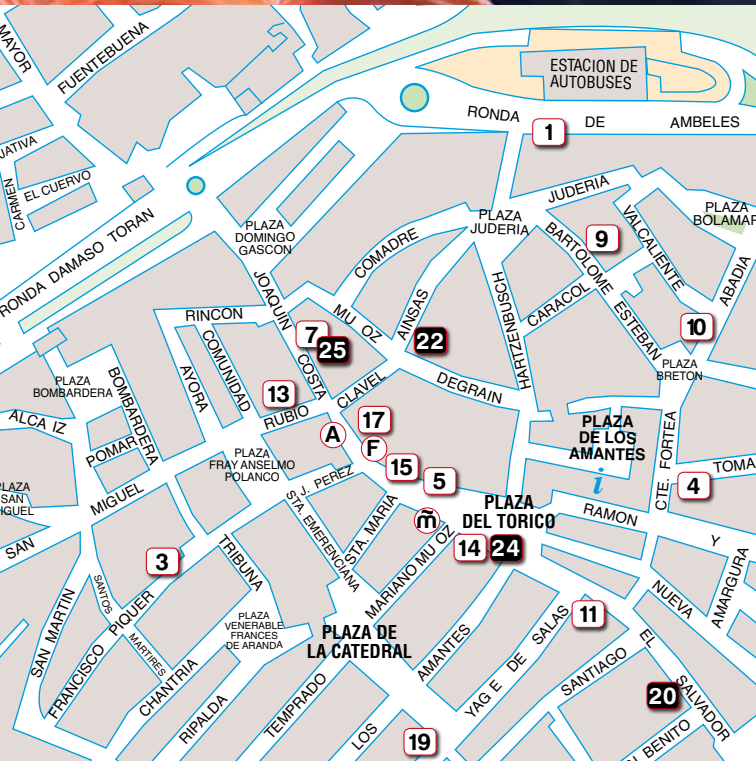 MAYOR
FUENTEBUENA
ESTACION DE
AUTOBUSES
RONDA DE AMBELES
1
JATIVA
CARMEN
EL CUERVO
RONDA DAMASO TORAN
PLAZA
DOMINGO
GASCON
COMADRE
PLAZA
JUDERIA
JUDERIA
VALCALIENTE
PLAZA
BOLAMAR
9
BARTOLOME ESTEBAN
ABADIA
CARACOL
HARTZENBUSCH
AINSAS
JOAQUIN COSTA
RINCON
MU OZ
DEGRAIN
7
25
22
10
PLAZA
BRETON
COMUNIDAD
AYORA
PLAZA
BOMBARDERA
BOMBARDERA
ALCA IZ
POMAR
13
RUBIO
CLAVEL
17
A
F
15
5
PLAZA
FRAY ANSELMO
POLANCO
J. PEREZ
PLAZA
DE LOS
AMANTES
i
CTE. FORTEA
TOMA
4
PLAZA
SAN
IGUEL
SAN MIGUEL
PLAZA
DEL TORICO
RAMON Y
m̃
14
24
STA. MARIA
STA. EMERENCIANA
MARIANO MU OZ
3
TRIBUNA
SANTOS MARTIRES
SAN MARTIN
FRANCISCO PIQUER
CHANTRIA
RIPALDA
TEMPRADO
PLAZA
VENERABLE
FRANCES
DE ARANDA
PLAZA DE
LA CATEDRAL
LOS AMANTES
YAG E DE SALAS
11
SANTIAGO
NUEVA
AMARGURA
EL SALVADOR
20
N BENITO
19